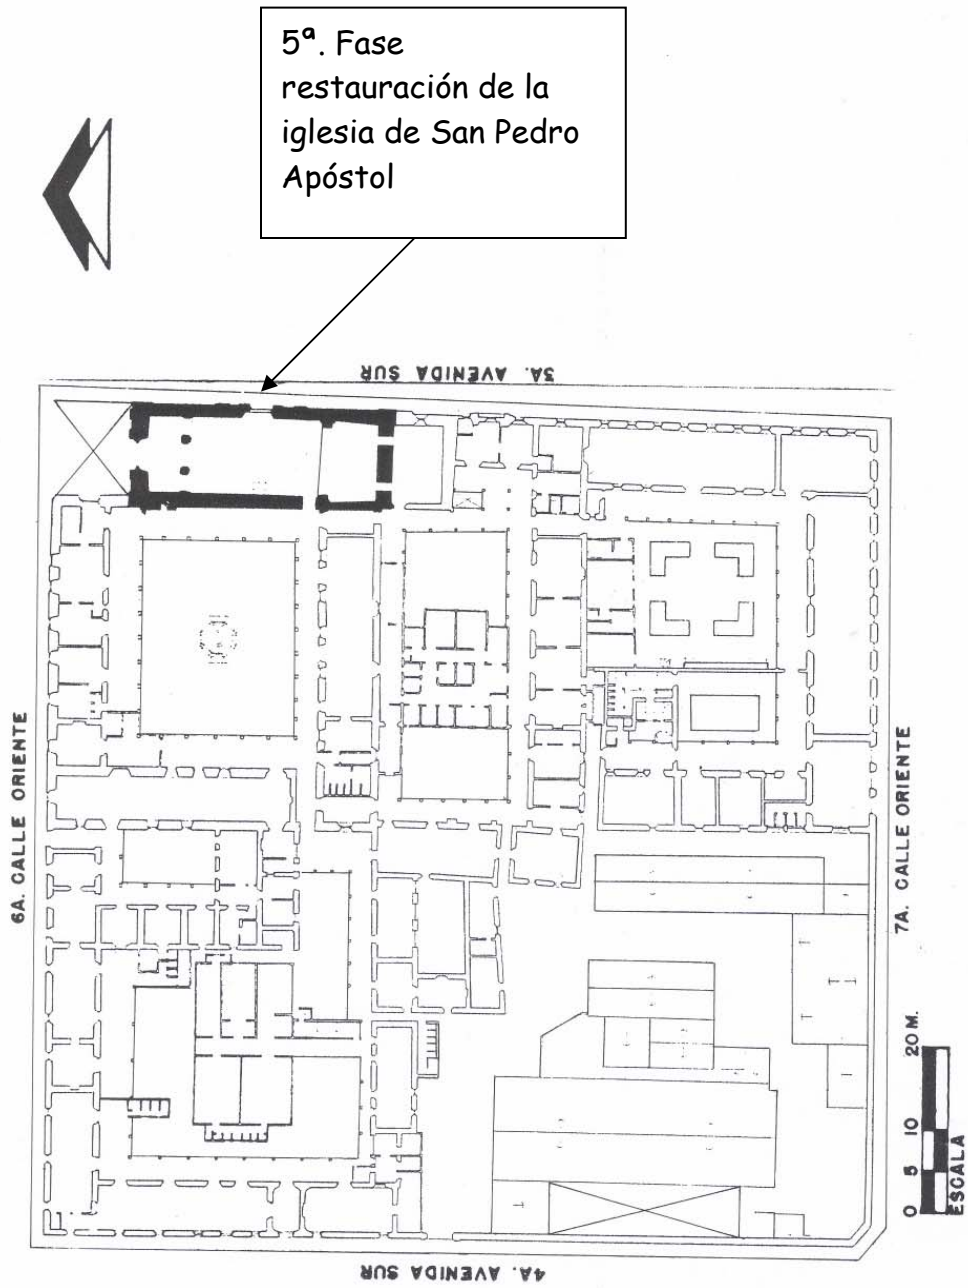 5ª. Fase
restauración de la
iglesia de San Pedro
Apóstol
3A. AVENIDA SUR
6A. CALLE ORIENTE
7A. CALLE ORIENTE
20 M.
10
5
0
ESCALA
4A. AVENIDA SUR